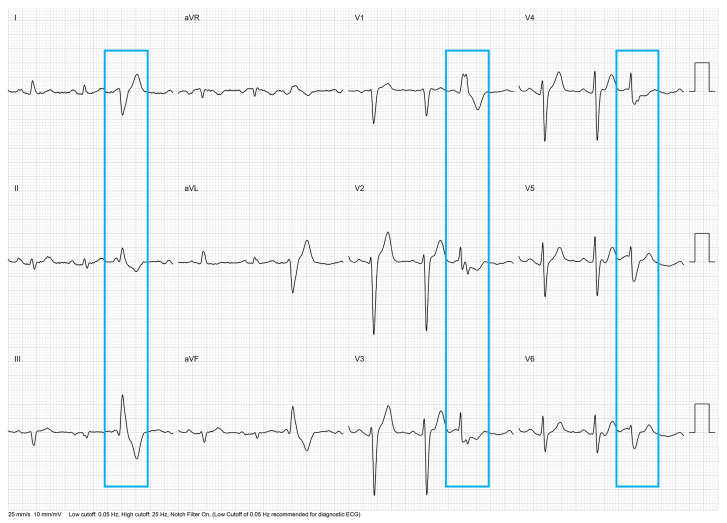 I aVR V1 V4
II aVL V2 V5
III aVF V3 V6
25 mm/s 10 mm/mV Low cutoff: 0.05 Hz, High cutoff: 25 Hz, Notch Filter On, (Low Cutoff of 0.05 Hz recommended for diagnostic ECG)